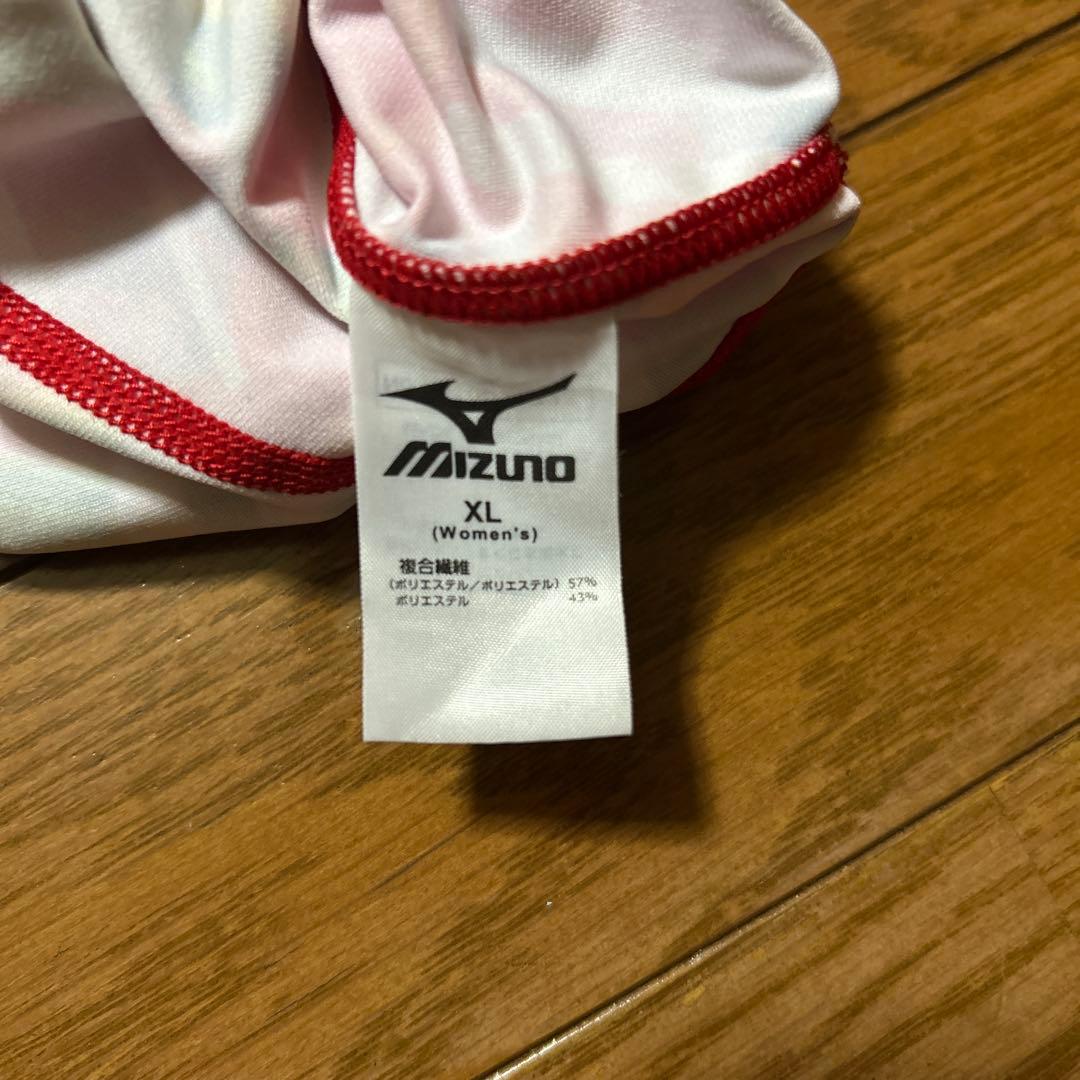 MIZUNO
XL
(Women's)
複合繊維
(ポリエステル/ポリエステル) 57%
ポリエステル 43%